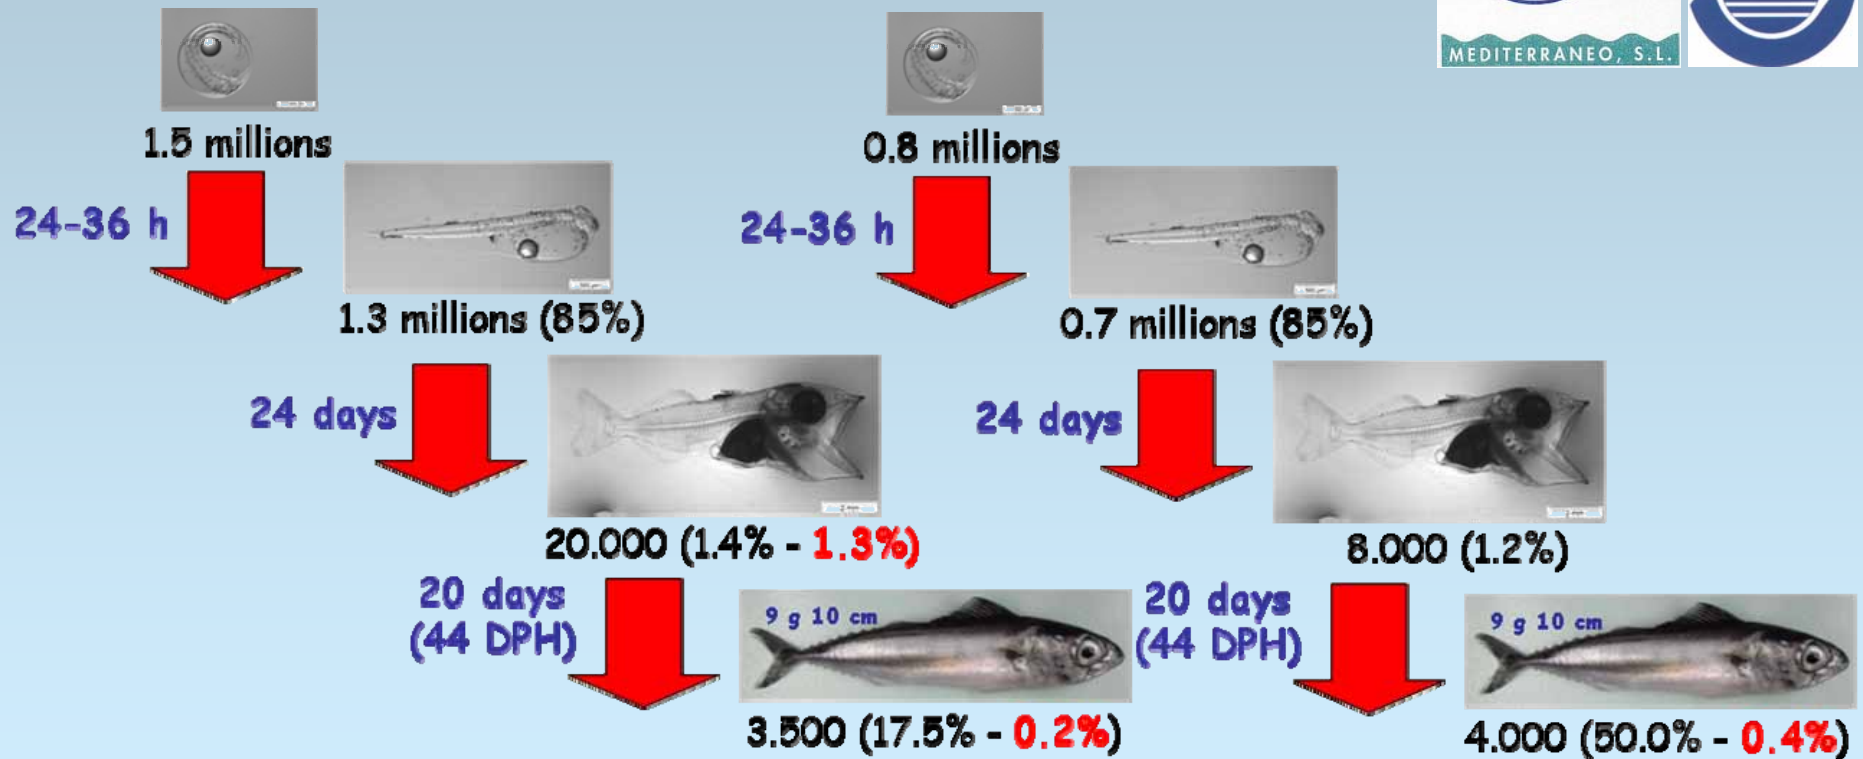 MEDITERRANEO, S.L.
1.5 millions
24-36 h
1.3 millions (85%)
24 days
20.000 (1.4% - 1.3%)
20 days
(44 DPH)
9 g 10 cm
3.500 (17.5% - 0.2%)
0.8 millions
24-36 h
0.7 millions (85%)
24 days
8.000 (1.2%)
20 days
(44 DPH)
9 g 10 cm
4.000 (50.0% - 0.4%)